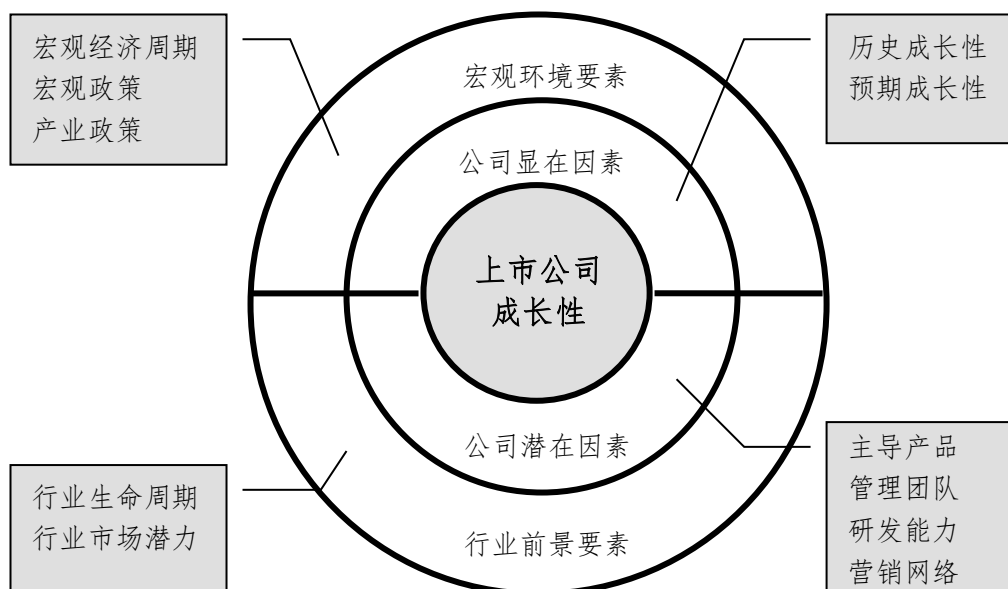 宏观经济周期
宏观政策
产业政策
宏观环境要素
历史成长性
预期成长性
公司显在因素
上市公司
成长性
公司潜在因素
行业生命周期
行业市场潜力
行业前景要素
主导产品
管理团队
研发能力
营销网络